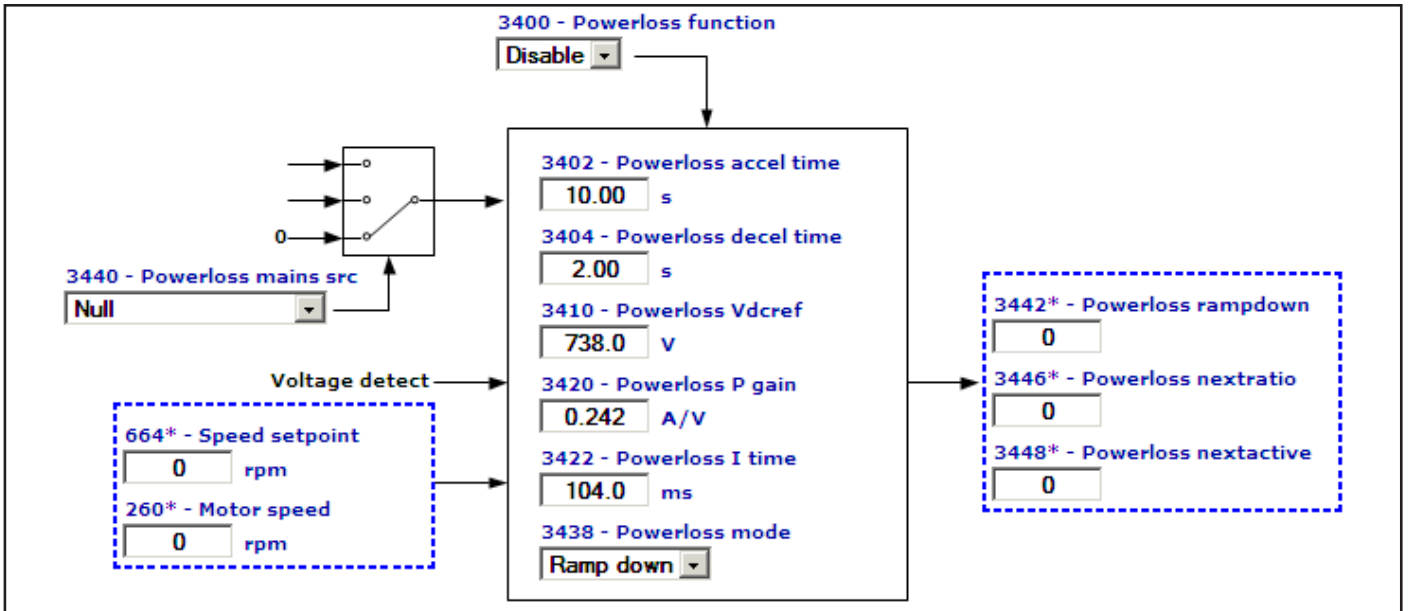 3400 - Powerloss function
Disable
3402 - Powerloss accel time
10.00 s
3404 - Powerloss decel time
2.00 s
0
3440 - Powerloss mains src
Null
3410 - Powerloss Vdcref
738.0 V
Voltage detect
3420 - Powerloss P gain
0.242 A/V
664* - Speed setpoint
0 rpm
3422 - Powerloss I time
104.0 ms
260* - Motor speed
0 rpm
3438 - Powerloss mode
Ramp down
3442* - Powerloss rampdown
0
3446* - Powerloss nextratio
0
3448* - Powerloss nextactive
0